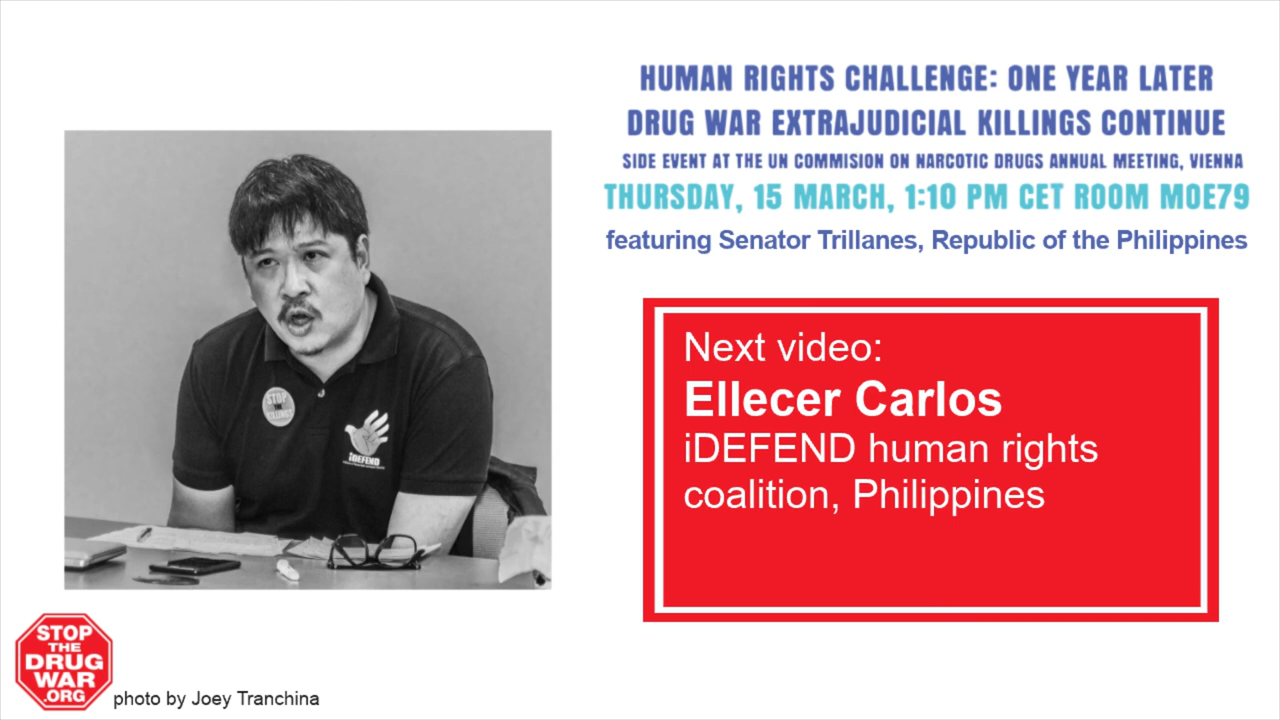 HUMAN RIGHTS CHALLENGE: ONE YEAR LATER
DRUG WAR EXTRAJUDICIAL KILLINGS CONTINUE
SIDE EVENT AT THE UN COMMISION ON NARCOTIC DRUGS ANNUAL MEETING, VIENNA
THURSDAY, 15 MARCH, 1:10 PM CET ROOM MOE79
featuring Senator Trillanes, Republic of the Philippines
STOP
THE
KILLINGS
iDEFEND
Next video:
Ellecer Carlos
iDEFEND human rights
coalition, Philippines
STOP
THE
DRUG
WAR
.ORG
photo by Joey Tranchina